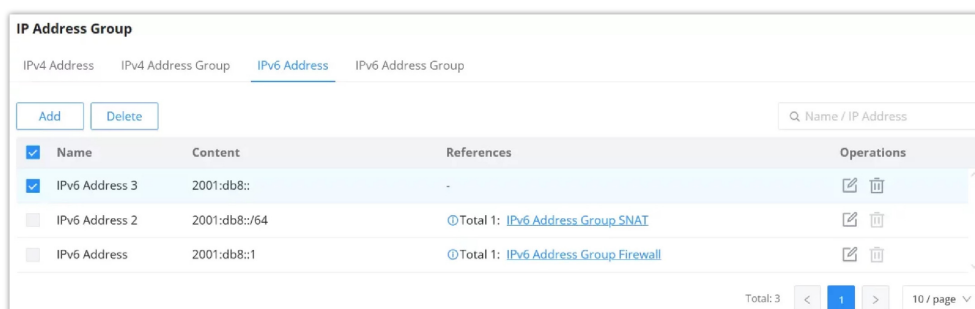 IP Address Group
IPv4 Address IPv4 Address Group IPv6 Address IPv6 Address Group
Add Delete Name / IP Address
Name Content References Operations
IPv6 Address 3 2001:db8:: -
IPv6 Address 2 2001:db8::/64 Total 1: IPv6 Address Group SNAT
IPv6 Address 2001:db8::1 Total 1: IPv6 Address Group Firewall
Total: 3 < 1 > 10 / page